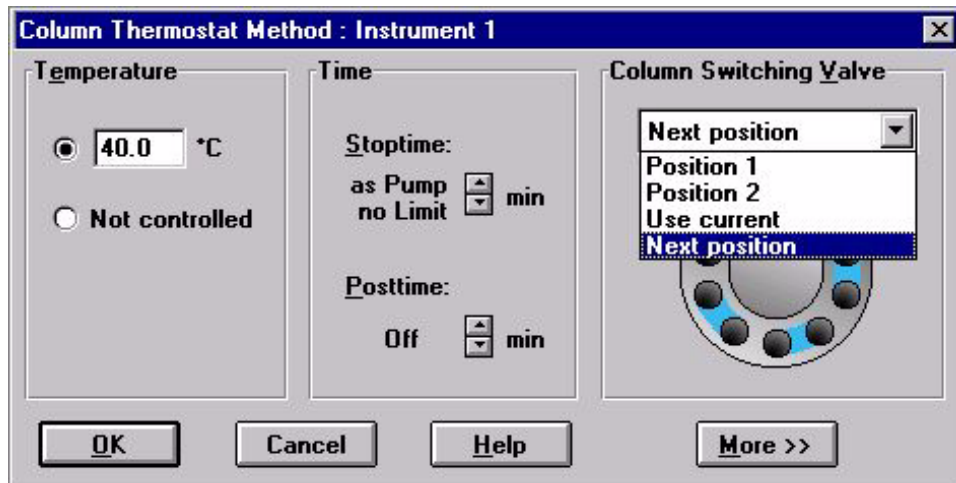 Column Thermostat Method : Instrument 1
Temperature
40.0 °C
Not controlled
Time
Stoptime:
as Pump
no Limit
min
Posttime:
Off
min
Column Switching Valve
Next position
Position 1
Position 2
Use current
Next position
OK
Cancel
Help
More >>